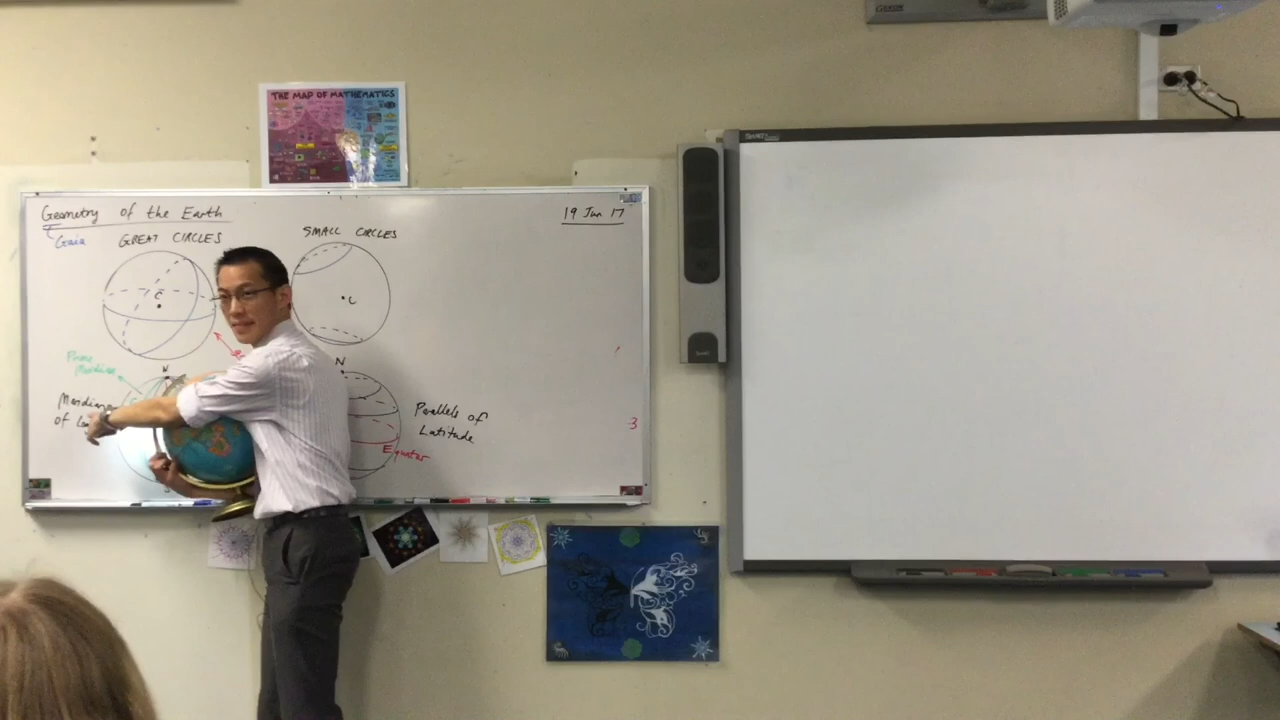 THE MAP OF MATHEMATICS
Geometry of the Earth
19 Jun 17
Gaia
GREAT CIRCLES
SMALL CIRCLES
C
C
Prime
Meridian
N
N
of
Parallels of
Latitude
Equator
3